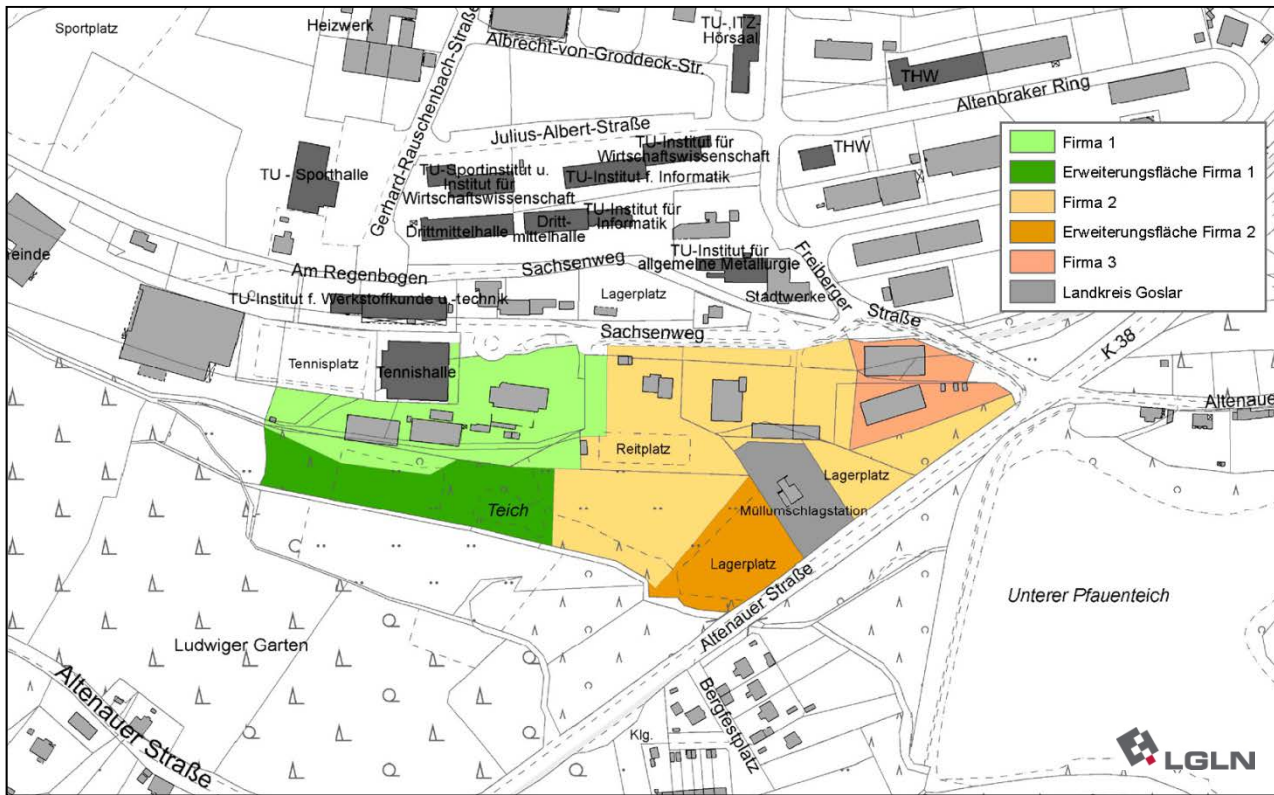 Sportplatz
Heizwerk
Gerhard-Rauschenbach-Straße
Albrecht-von-Groddeck-Str.
TU-,ITZ-
Hörsaal
THW
Altenbraker Ring
Julius-Albert-Straße
TU-Institut für
Wirtschaftswissenschaft
THW
TU - Sporthalle
TU-Sportinstitut u.
Institut für
Wirtschaftswissenschaft
TU-Institut f. Informatik
TU-Institut für
Informatik
Drittmittelhalle
Dritt-
mittelhalle
Firma 1
Erweiterungsfläche Firma 1
Firma 2
Erweiterungsfläche Firma 2
Firma 3
Landkreis Goslar
reinde
Am Regenbogen
Sachsenweg
TU-Institut für
allgemeine Metallurgie
Freiberger
Straße
TU-Institut f. Werkstoffkunde u.-technik
Lagerplatz
Stadtwerke
Sachsenweg
K 38
Tennisplatz
Tennishalle
Altenaue
Reitplatz
Lagerplatz
Teich
Müllumschlagstation
Lagerplatz
Altenauer Straße
Unterer Pfauenteich
Ludwiger Garten
Altenauer Straße
Bergfestplatz
Klg.
LGLN